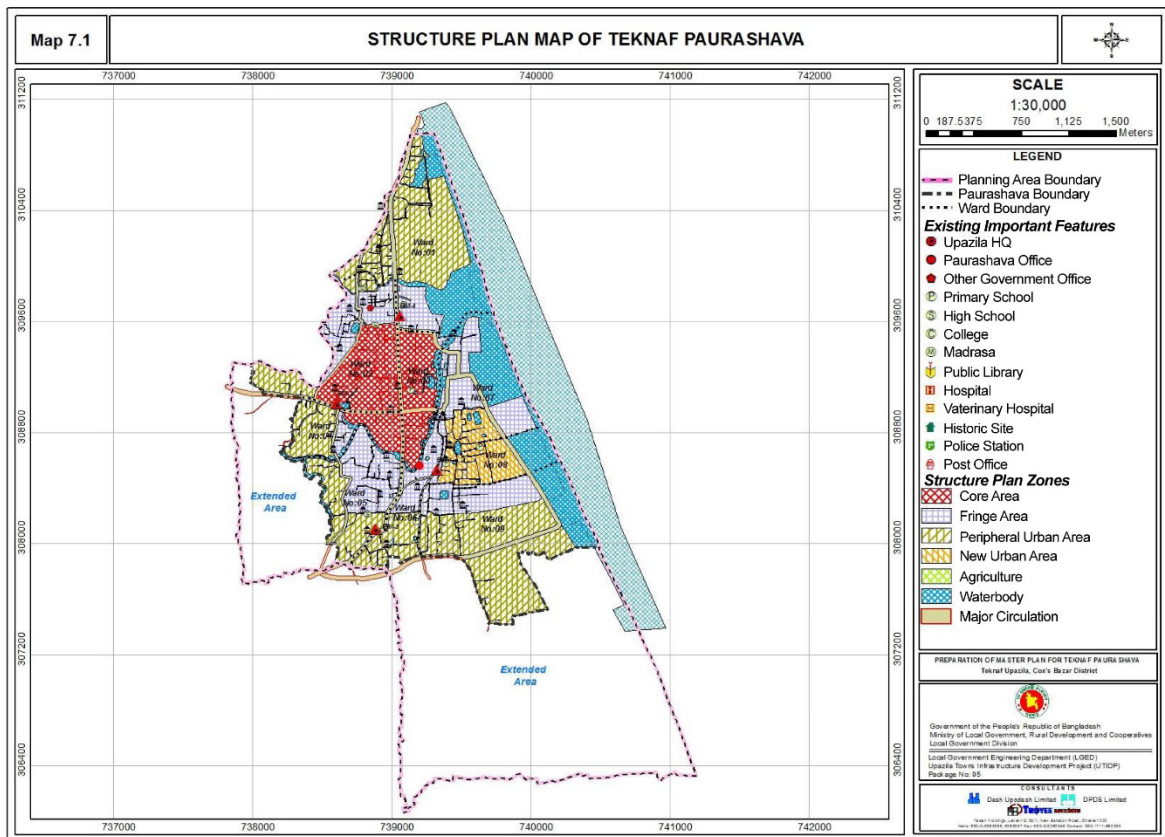 Map 7.1
STRUCTURE PLAN MAP OF TEKNAF PAURASHAVA
737000 738000 739000 740000 741000 742000
311200
310400
309600
308800
308000
307200
306400
Ward
No:01
Ward
Ward
Ward
Ward
No:08
Ward
No:05
Ward
Ward
Extended
Area
Extended
Area
SCALE
1:30,000
0 187.5 375 750 1,125 1,500
Meters
LEGEND
Planning Area Boundary
Paurashava Boundary
Ward Boundary
Existing Important Features
Upazila HQ
Paurashava Office
Other Government Office
Primary School
High School
College
Madrasa
Public Library
Hospital
Vaterinary Hospital
Historic Site
Police Station
Post Office
Structure Plan Zones
Core Area
Fringe Area
Peripheral Urban Area
New Urban Area
Agriculture
Waterbody
Major Circulation
PREPARATION OF MASTER PLAN FOR TEKNAF PAURASHAVA
Teknaf Upazila, Cox's Bazar District
Government of the People's Republic of Bangladesh
Ministry of Local Government, Rural Development and Cooperatives
Local Government Division
Local Government Engineering Department (LGED)
Upazila Towns Infrastructure Development Project (UTIDP)
Package No: 05
CONSULTANTS
Desh Upodesh Limited DPDS Limited